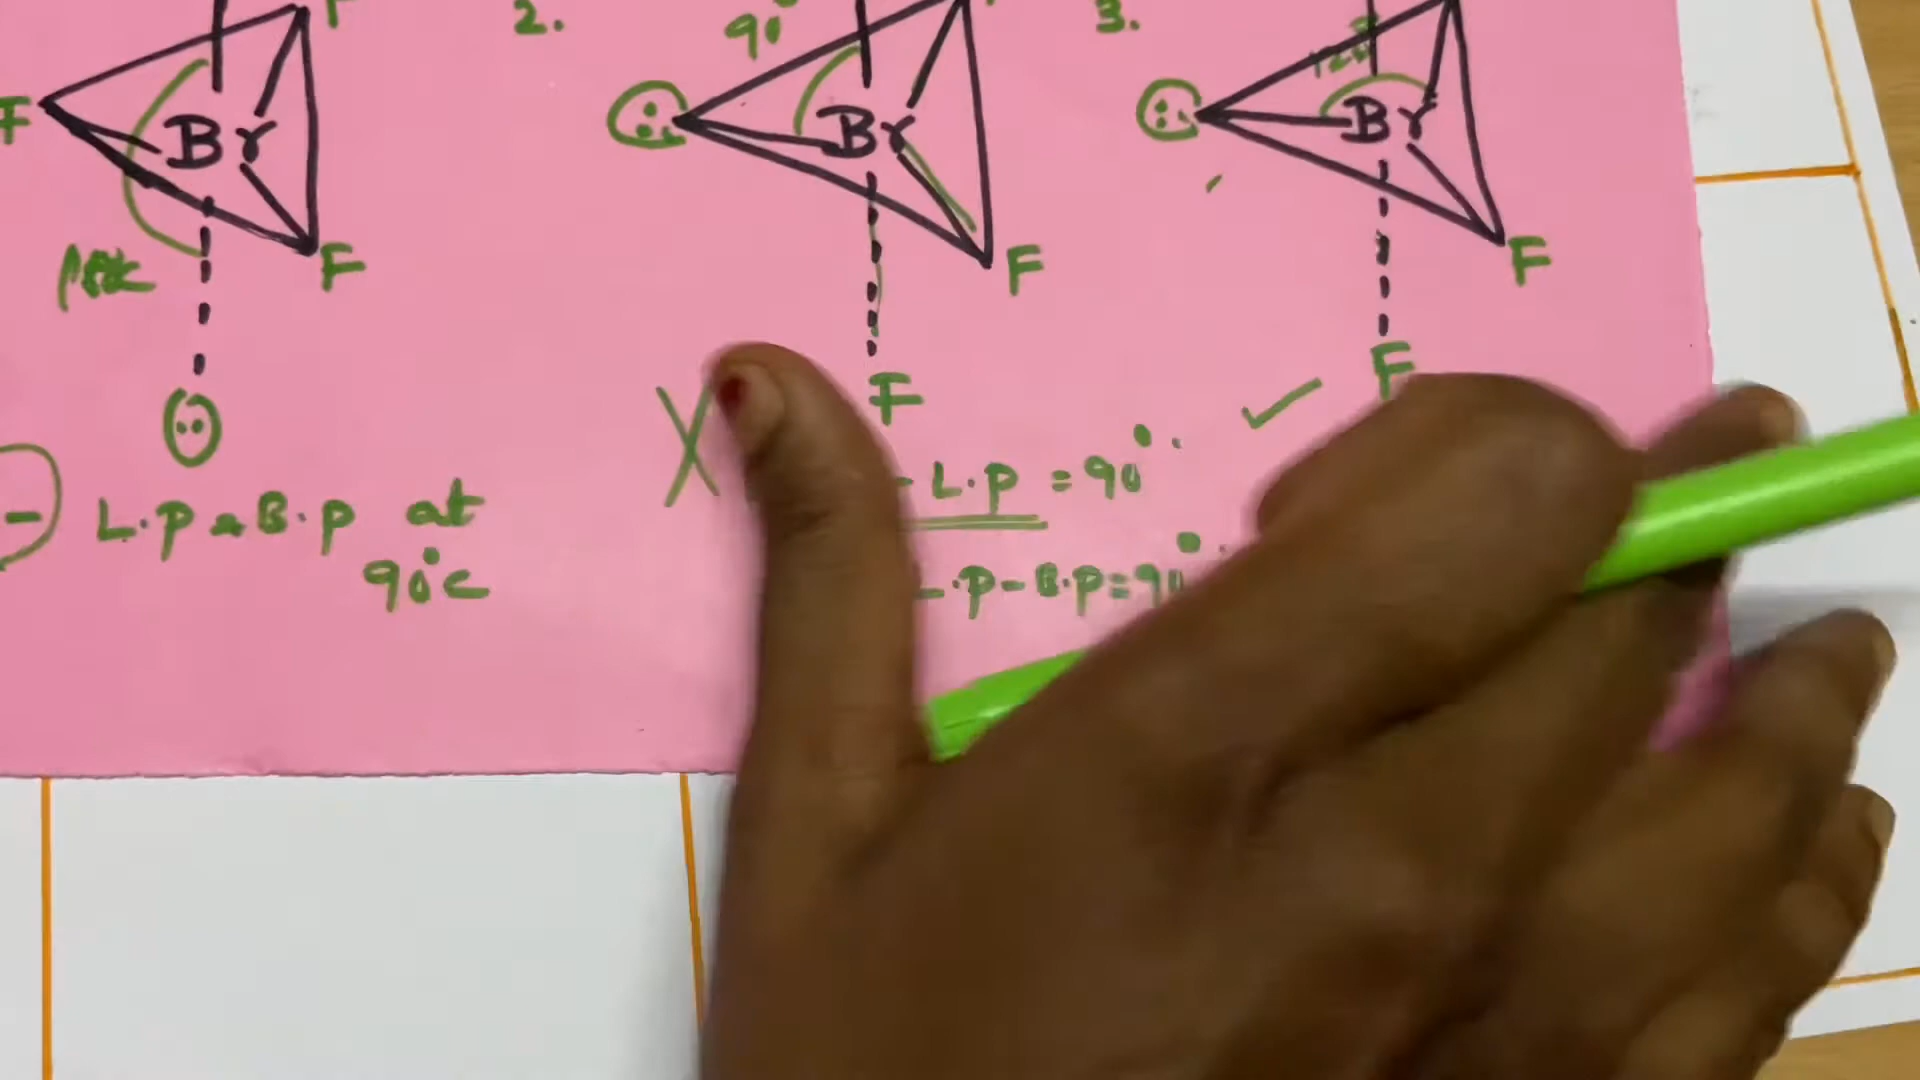 2.
90°
3.
F
Br
Br
Br
F
F
F
F
F
- L.p = 90°.
- L.p & B.p at
90°c
L.p - B.p = 90